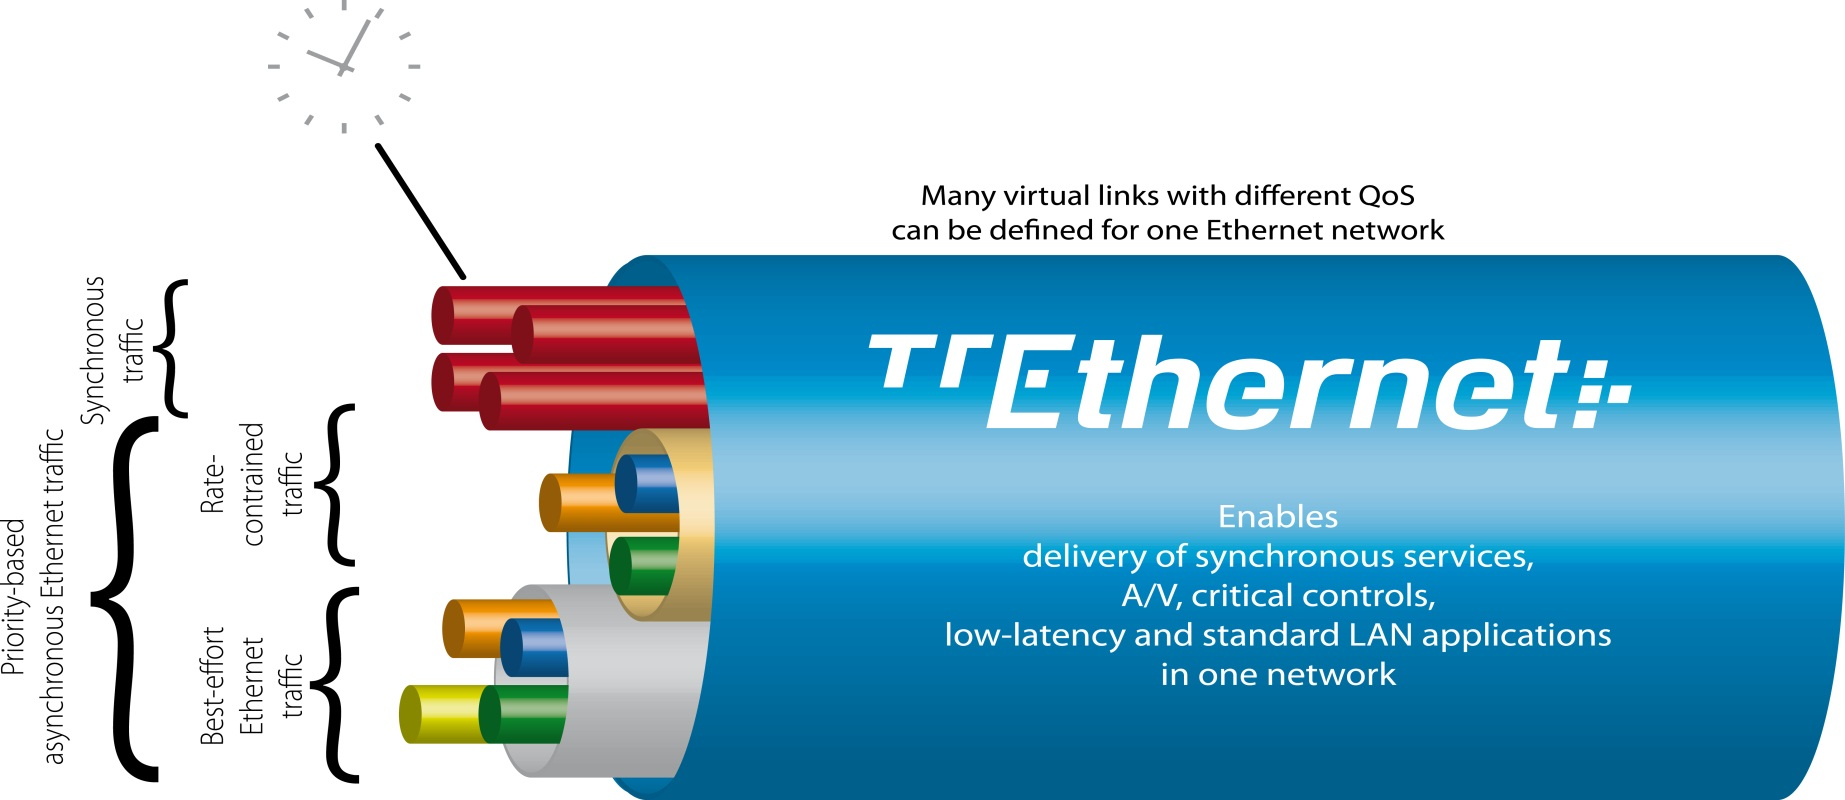 Many virtual links with different QoS
can be defined for one Ethernet network
TTEthernet
Enables
delivery of synchronous services,
A/V, critical controls,
low-latency and standard LAN applications
in one network
Synchronous
traffic
Priority-based
asynchronous Ethernet traffic
Rate-
contrained
traffic
Best-effort
Ethernet
traffic